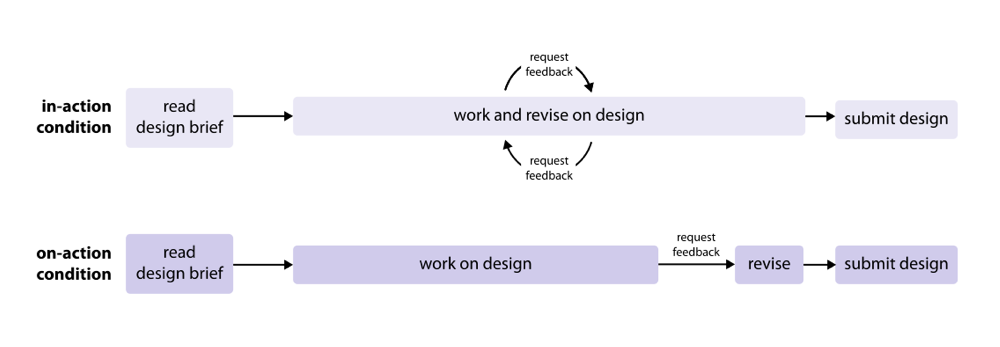 request
feedback
in-action
condition
read
design brief
work and revise on design
submit design
request
feedback
on-action
condition
read
design brief
work on design
request
feedback
revise
submit design